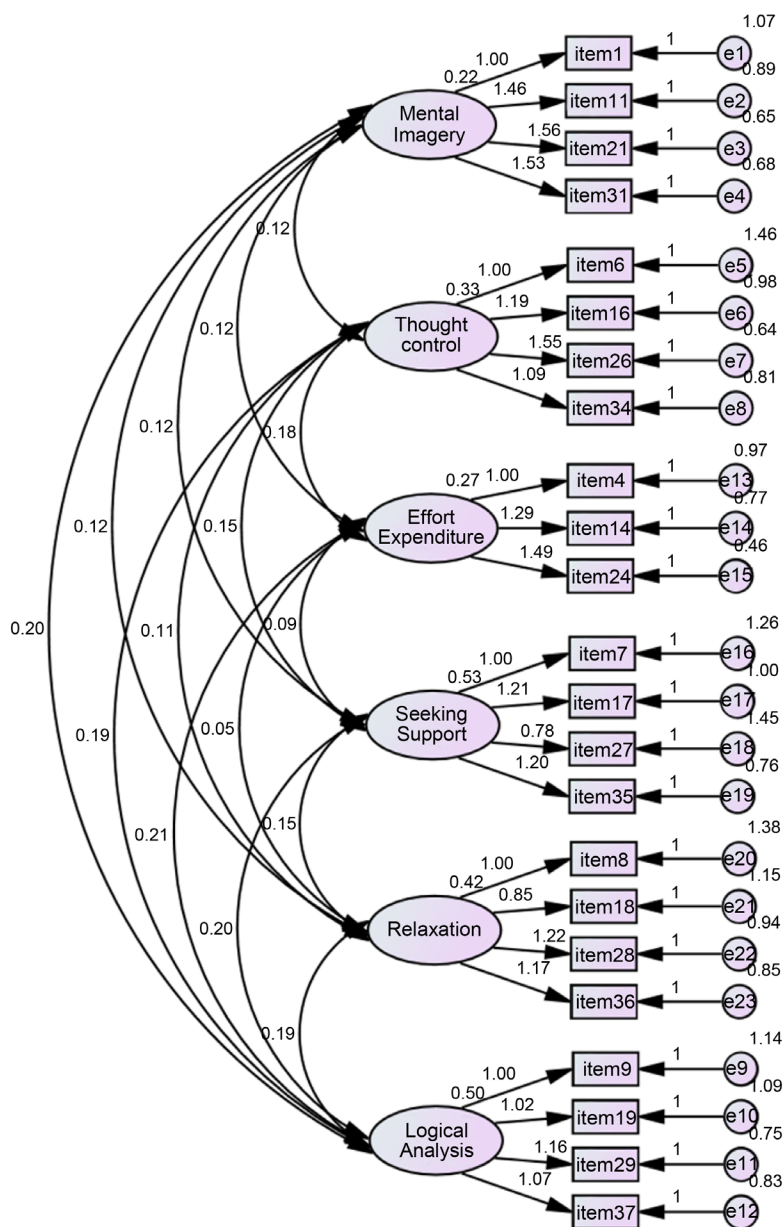 1.07
1.00
item1
1
e1
0.22
0.89
1.46
item11
1
e2
Mental
Imagery
0.65
1.56
item21
1
e3
0.68
1.53
item31
1
e4
0.12
1.46
1.00
item6
1
e5
0.33
0.98
1.19
item16
1
e6
Thought
control
0.64
1.55
item26
1
e7
0.81
1.09
item34
1
e8
0.12
0.12
0.18
0.97
0.27
1.00
item4
1
e13
0.77
1.29
item14
1
e14
Effort
Expenditure
0.46
1.49
item24
1
e15
0.12
0.15
0.20
0.11
0.09
1.26
1.00
item7
1
e16
0.53
1.00
1.21
item17
1
e17
Seeking
Support
1.45
0.78
item27
1
e18
0.76
1.20
item35
1
e19
0.19
0.05
0.21
0.15
1.38
1.00
item8
1
e20
0.42
1.15
0.85
item18
1
e21
Relaxation
0.94
1.22
item28
1
e22
0.85
1.17
item36
1
e23
0.20
0.19
1.14
1.00
item9
1
e9
0.50
1.09
1.02
item19
1
e10
Logical
Analysis
0.75
1.16
item29
1
e11
0.83
1.07
item37
1
e12